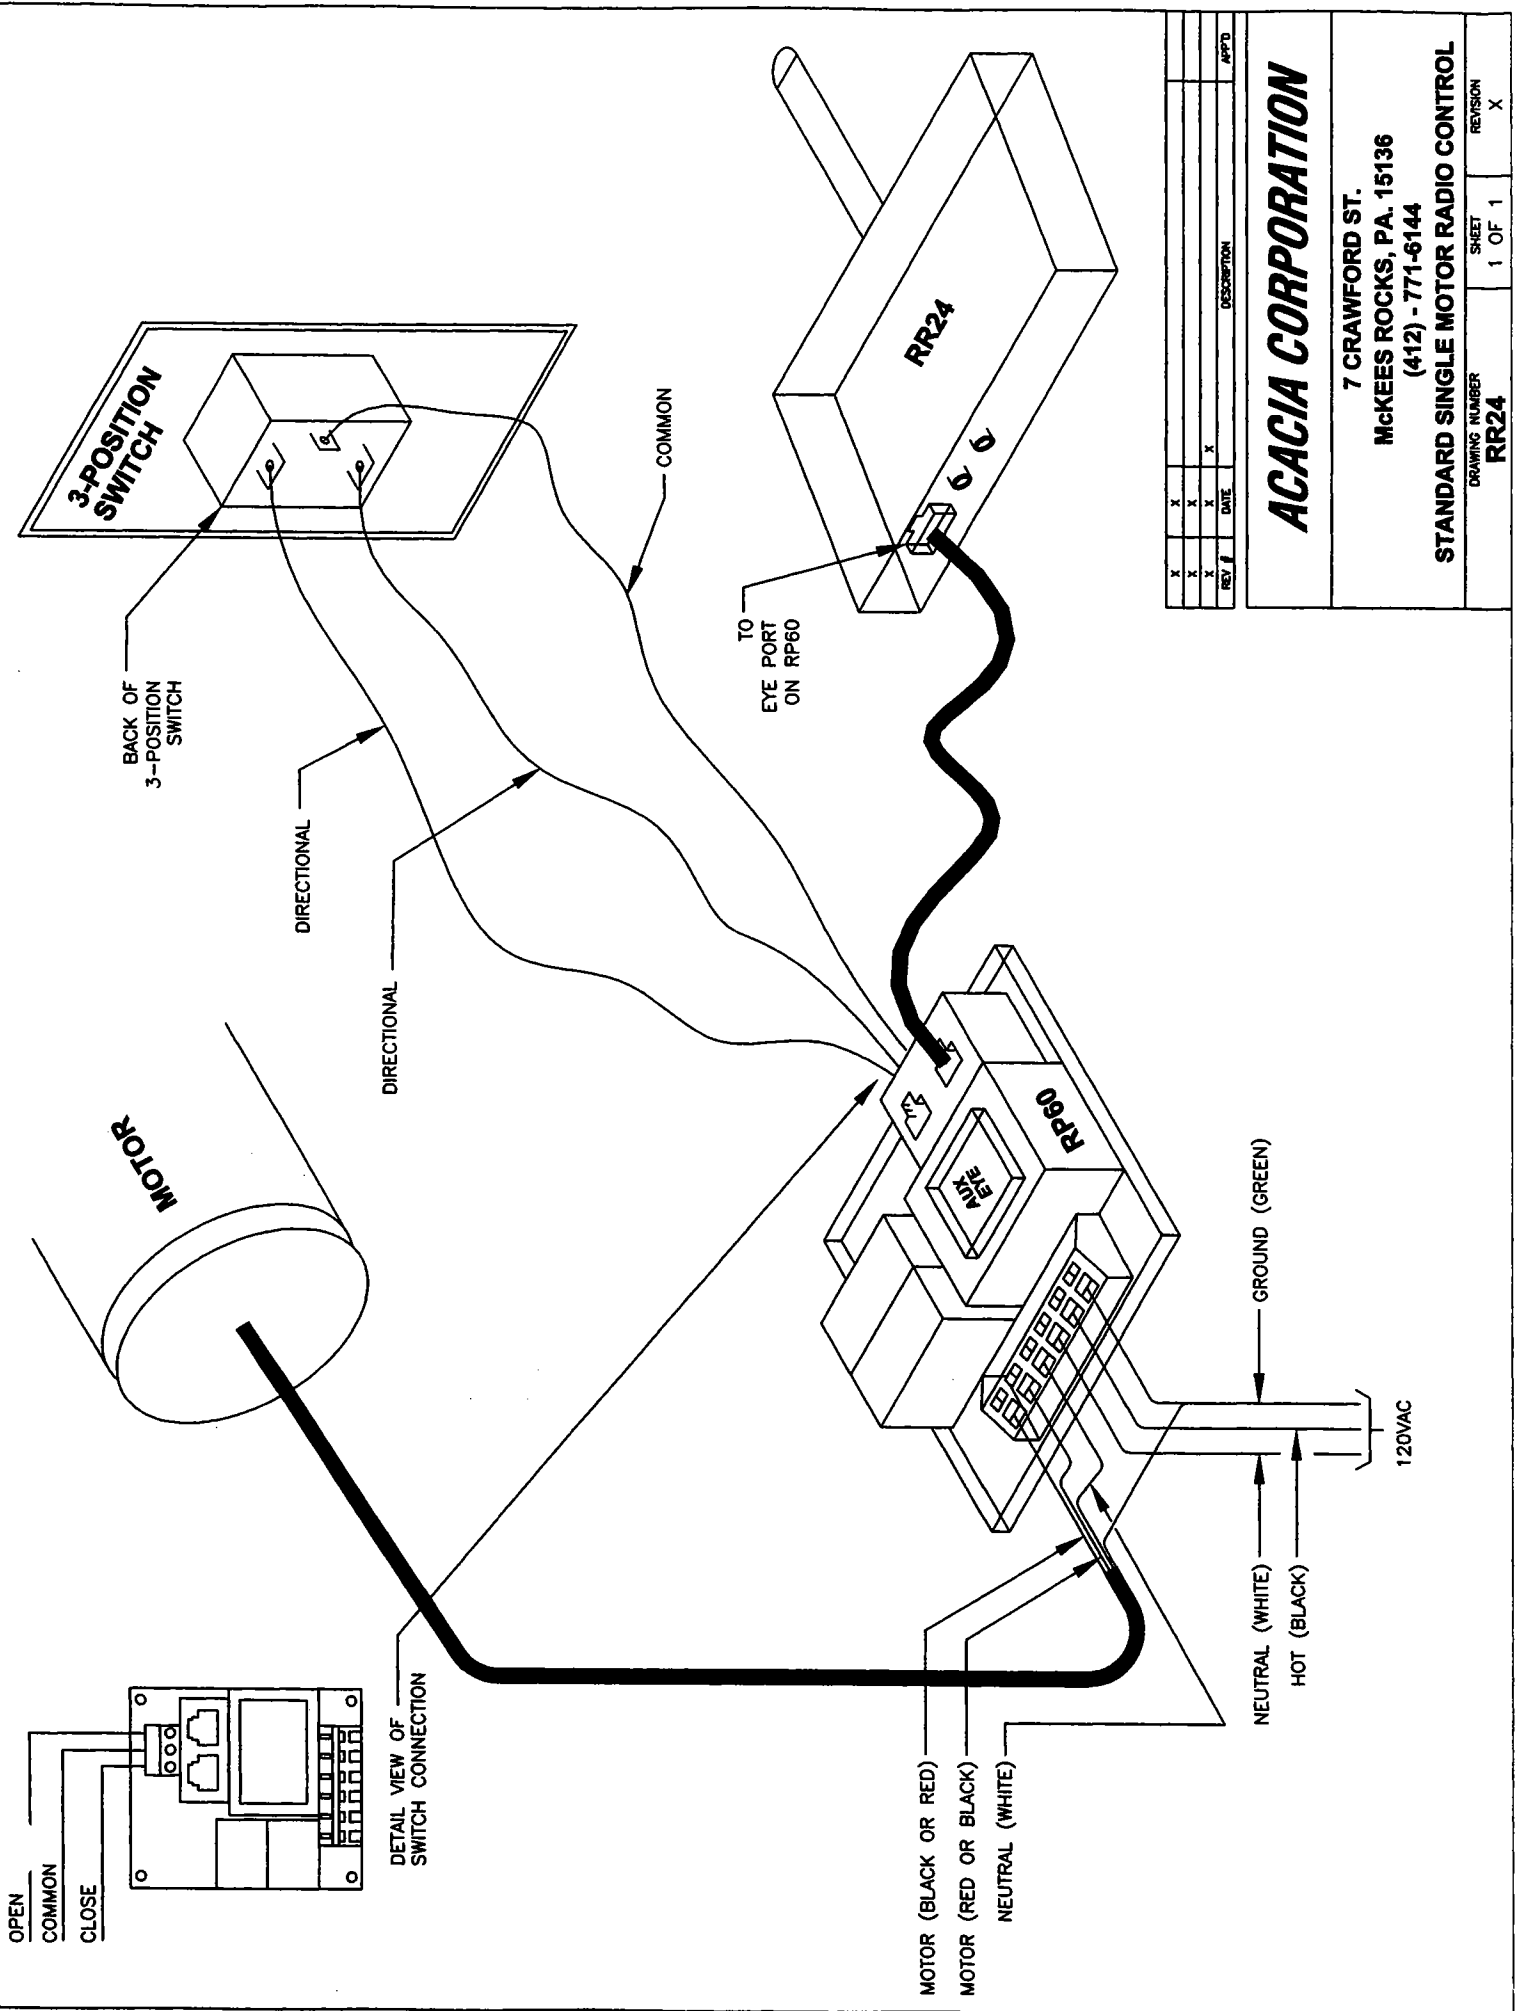 OPEN
COMMON
CLOSE
DETAIL VIEW OF
SWITCH CONNECTION
MOTOR
BACK OF
3-POSITION
SWITCH
3-POSITION
SWITCH
DIRECTIONAL
DIRECTIONAL
COMMON
TO
EYE PORT
ON RP60
RR24
AUX
EYE
RP60
MOTOR (BLACK OR RED)
MOTOR (RED OR BLACK)
NEUTRAL (WHITE)
NEUTRAL (WHITE)
HOT (BLACK)
GROUND (GREEN)
120VAC
X X
X X
X X X
REV # DATE DESCRIPTION APP'D
ACACIA CORPORATION
7 CRAWFORD ST.
McKEES ROCKS, PA. 15136
(412) - 771-6144
STANDARD SINGLE MOTOR RADIO CONTROL
DRAWING NUMBER SHEET REVISION
RR24 1 OF 1 X